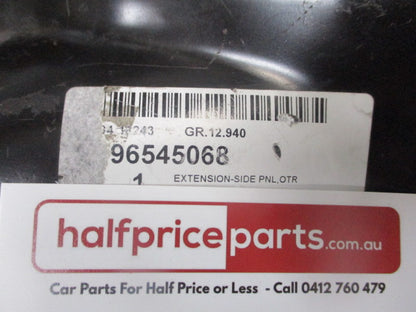 GR.12.940
96545068
1 EXTENSION-SIDE PNL,OTR
halfpriceparts.com.au
Car Parts For Half Price or Less - Call 0412 760 479